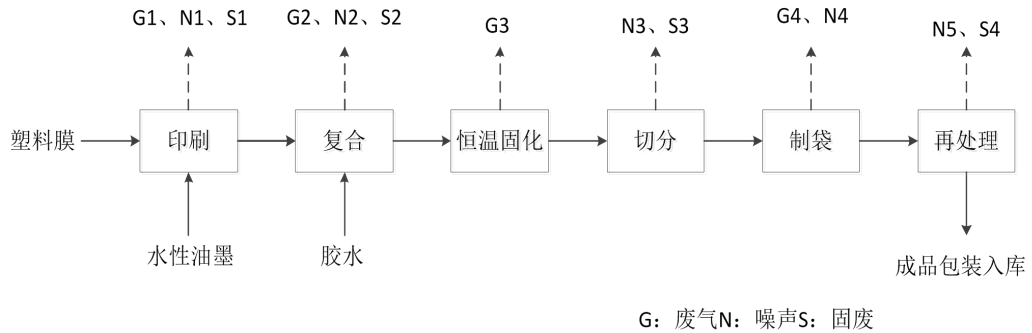 G1、N1、S1
G2、N2、S2
G3
N3、S3
G4、N4
N5、S4
塑料膜
印刷
复合
恒温固化
切分
制袋
再处理
水性油墨
胶水
成品包装入库
G：废气N：噪声S：固废